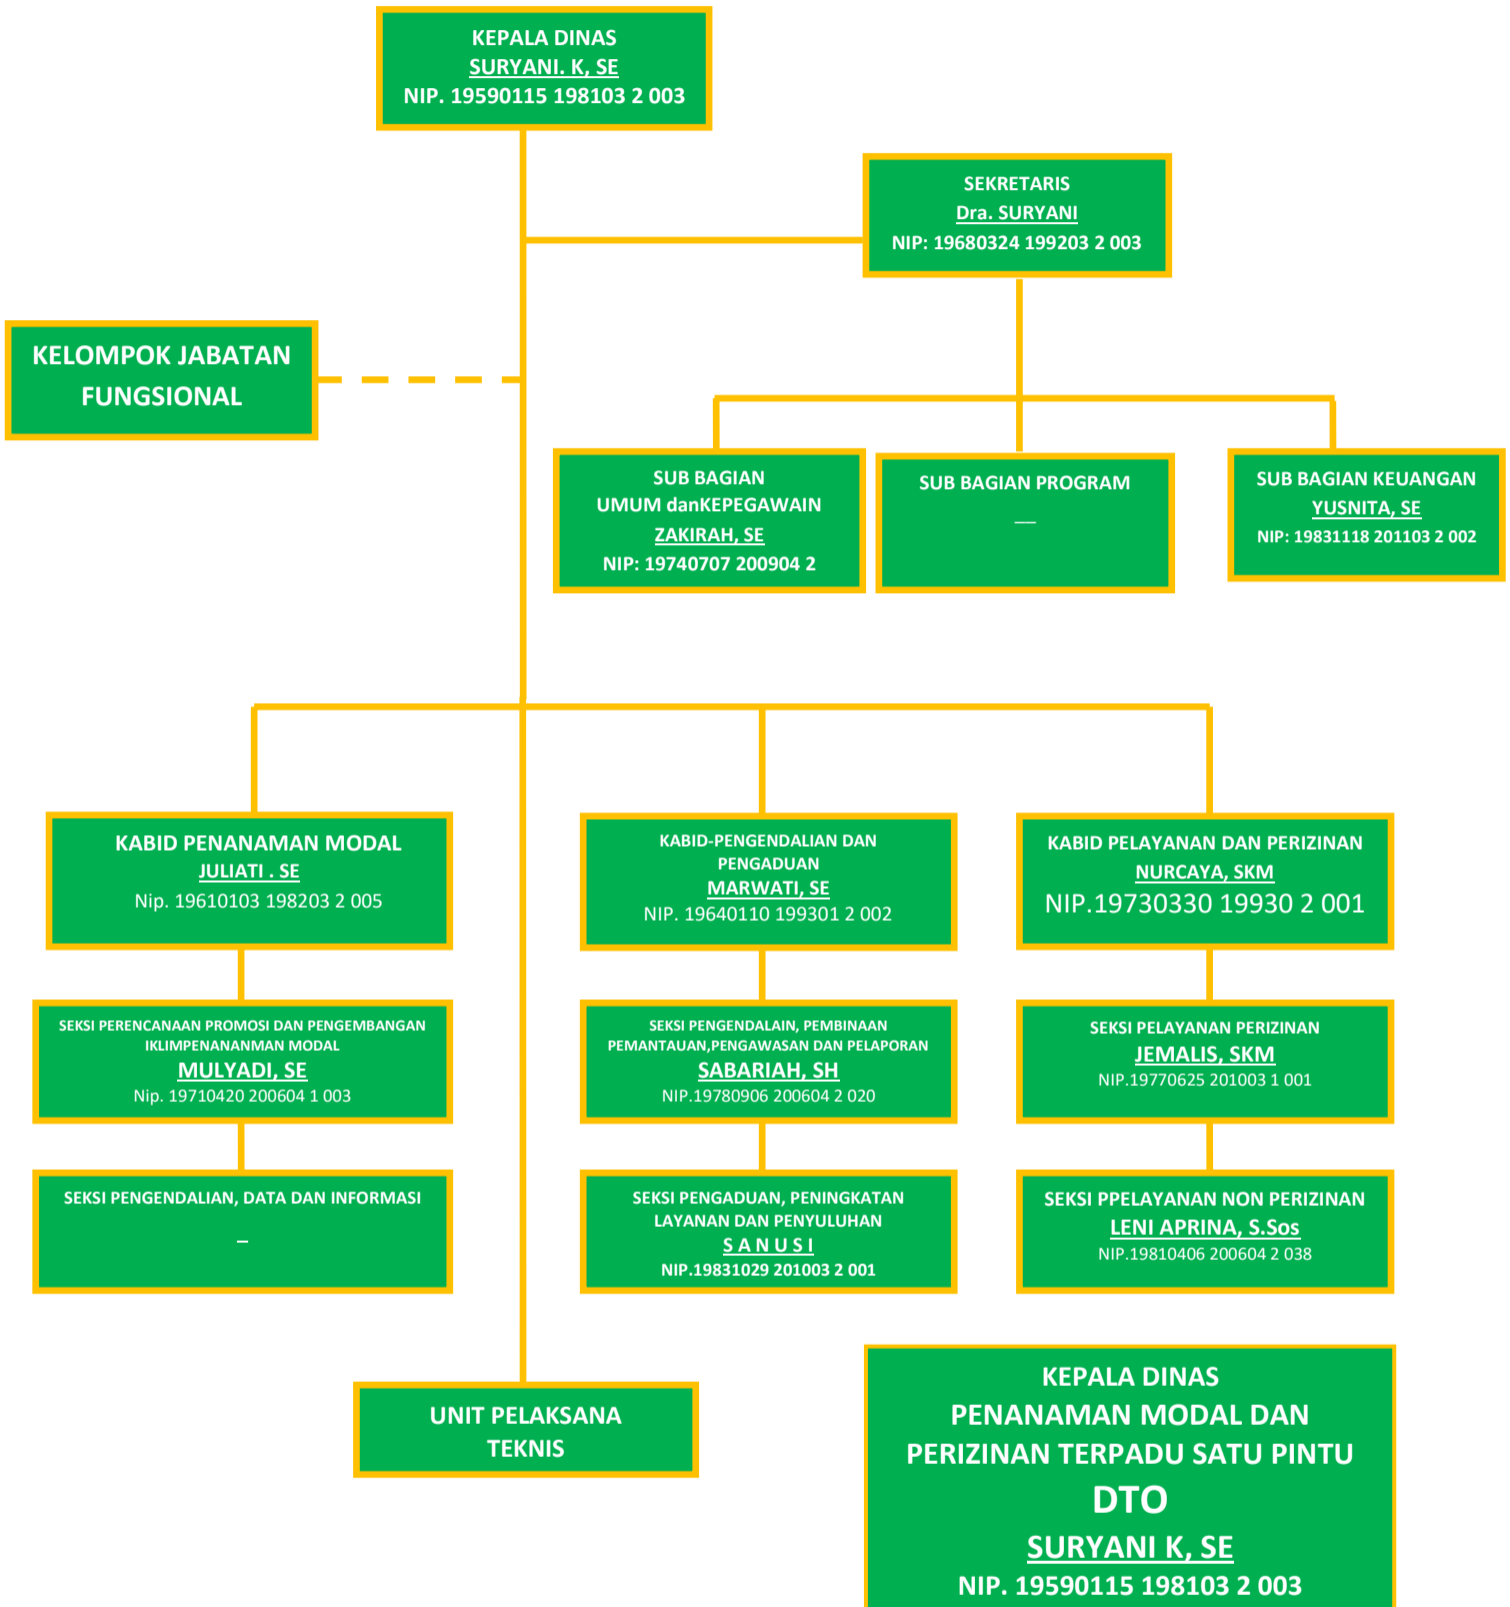 KEPALA DINAS
SURYANI. K, SE
NIP. 19590115 198103 2 003
SEKRETARIS
Dra. SURYANI
NIP: 19680324 199203 2 003
KELOMPOK JABATAN
FUNGSIONAL
SUB BAGIAN
UMUM danKEPEGAWAIN
ZAKIRAH, SE
NIP: 19740707 200904 2
SUB BAGIAN PROGRAM
__
SUB BAGIAN KEUANGAN
YUSNITA, SE
NIP: 19831118 201103 2 002
KABID PENANAMAN MODAL
JULIATI . SE
Nip. 19610103 198203 2 005
KABID-PENGENDALIAN DAN
PENGADUAN
MARWATI, SE
NIP. 19640110 199301 2 002
KABID PELAYANAN DAN PERIZINAN
NURCAYA, SKM
NIP.19730330 19930 2 001
SEKSI PERENCANAAN PROMOSI DAN PENGEMBANGAN
IKLIMPENANANMAN MODAL
MULYADI, SE
Nip. 19710420 200604 1 003
SEKSI PENGENDALAIN, PEMBINAAN
PEMANTAUAN,PENGAWASAN DAN PELAPORAN
SABARIAH, SH
NIP.19780906 200604 2 020
SEKSI PELAYANAN PERIZINAN
JEMALIS, SKM
NIP.19770625 201003 1 001
SEKSI PENGENDALIAN, DATA DAN INFORMASI
_
SEKSI PENGADUAN, PENINGKATAN
LAYANAN DAN PENYULUHAN
S A N U S I
NIP.19831029 201003 2 001
SEKSI PPELAYANAN NON PERIZINAN
LENI APRINA, S.Sos
NIP.19810406 200604 2 038
UNIT PELAKSANA
TEKNIS
KEPALA DINAS
PENANAMAN MODAL DAN
PERIZINAN TERPADU SATU PINTU
DTO
SURYANI K, SE
NIP. 19590115 198103 2 003